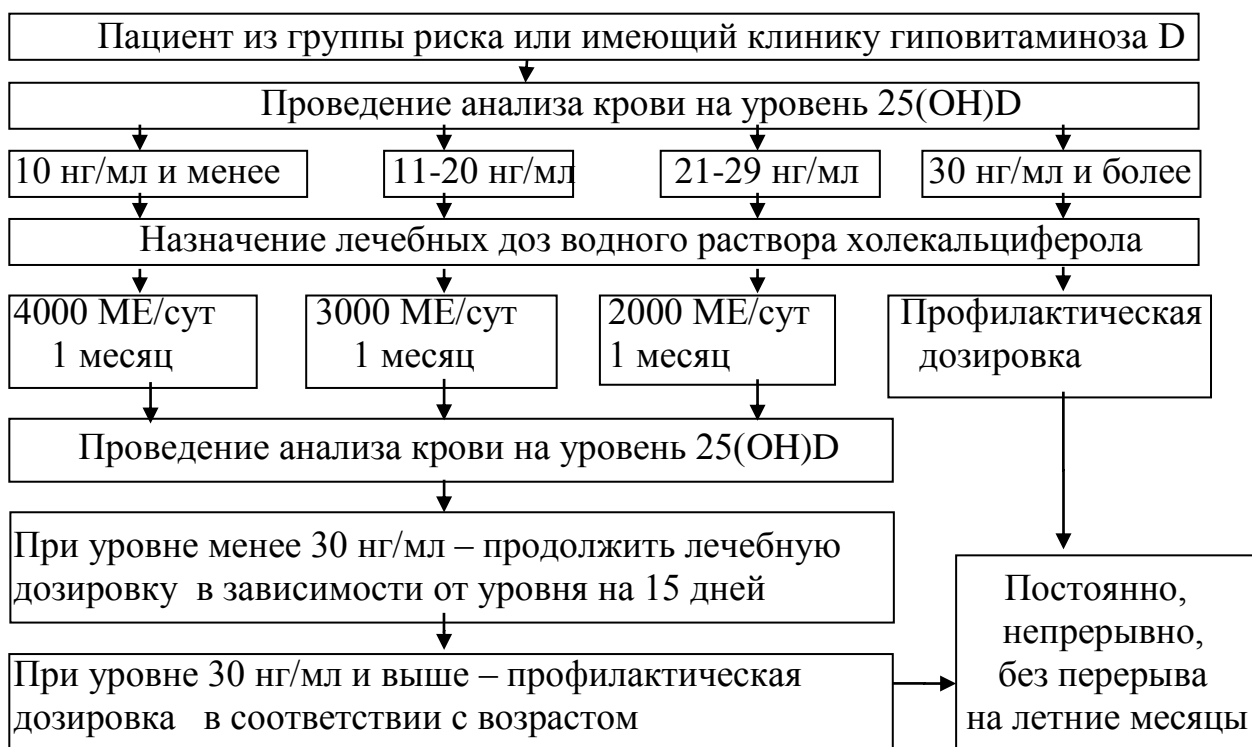 Пациент из группы риска или имеющий клинику гиповитаминоза D
Проведение анализа крови на уровень 25(ОН)D
10 нг/мл и менее
11-20 нг/мл
21-29 нг/мл
30 нг/мл и более
Назначение лечебных доз водного раствора холекальциферола
4000 МЕ/сут
1 месяц
3000 МЕ/сут
1 месяц
2000 МЕ/сут
1 месяц
Профилактическая
дозировка
Проведение анализа крови на уровень 25(ОН)D
При уровне менее 30 нг/мл – продолжить лечебную
дозировку в зависимости от уровня на 15 дней
При уровне 30 нг/мл и выше – профилактическая
дозировка в соответствии с возрастом
Постоянно,
непрерывно,
без перерыва
на летние месяцы